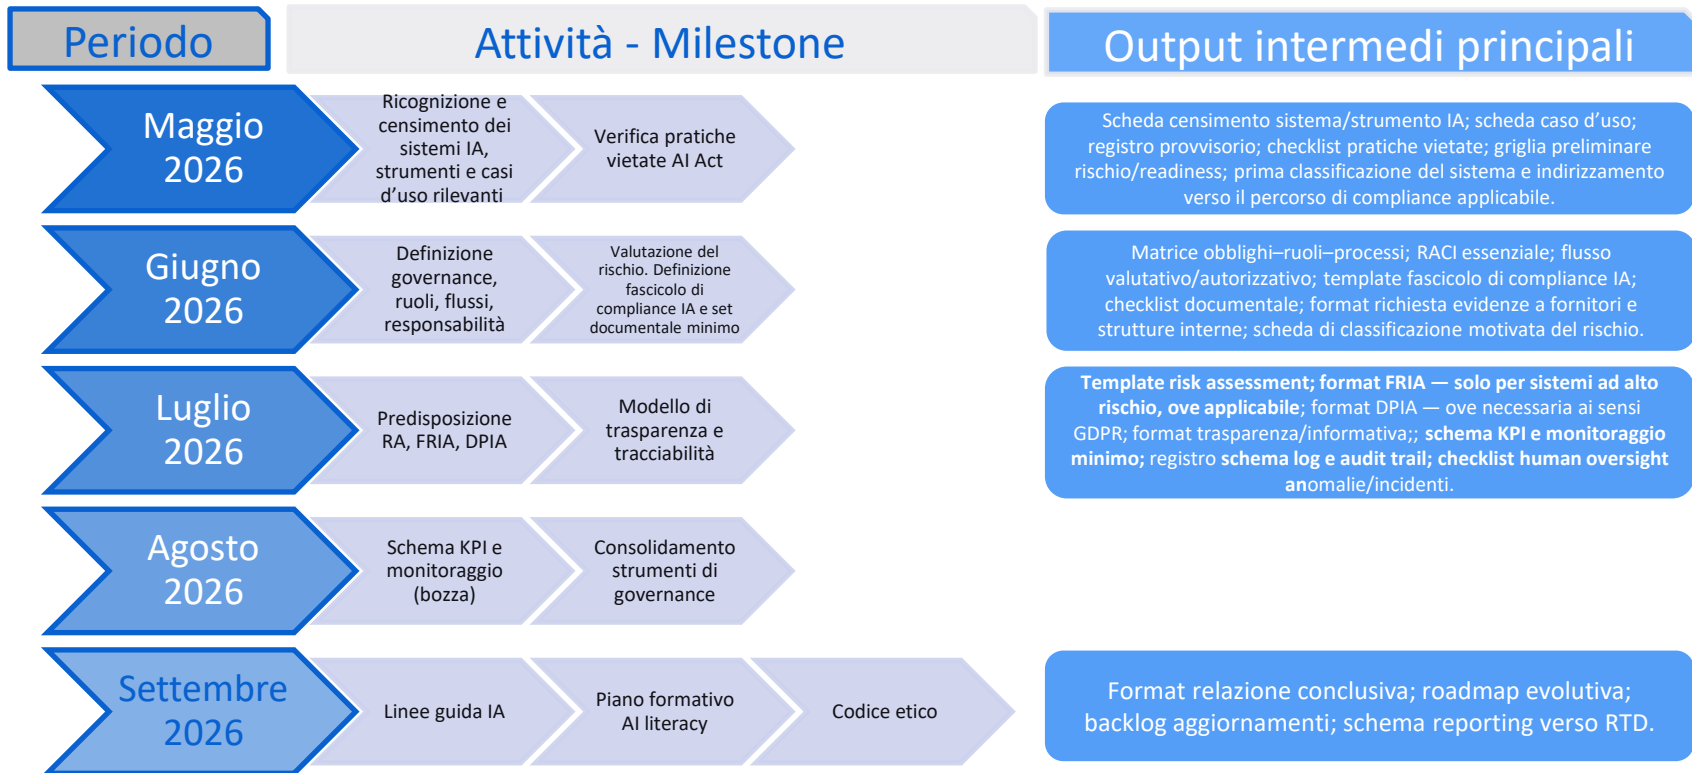 Periodo
Attività - Milestone
Output intermedi principali
Maggio
2026
Ricognizione e
censimento dei
sistemi IA,
strumenti e casi
d’uso rilevanti
Verifica pratiche
vietate AI Act
Scheda censimento sistema/strumento IA; scheda caso d’uso;
registro provvisorio; checklist pratiche vietate; griglia preliminare
rischio/readiness; prima classificazione del sistema e indirizzamento
verso il percorso di compliance applicabile.
Giugno
2026
Definizione
governance,
ruoli, flussi,
responsabilità
Valutazione del
rischio. Definizione
fascicolo di
compliance IA e set
documentale minimo
Matrice obblighi–ruoli–processi; RACI essenziale; flusso
valutativo/autorizzativo; template fascicolo di compliance IA;
checklist documentale; format richiesta evidenze a fornitori e
strutture interne; scheda di classificazione motivata del rischio.
Luglio
2026
Predisposizione
RA, FRIA, DPIA
Modello di
trasparenza e
tracciabilità
Template risk assessment; format FRIA — solo per sistemi ad alto
rischio, ove applicabile; format DPIA — ove necessaria ai sensi
GDPR; format trasparenza/informativa;; schema KPI e monitoraggio
minimo; registro schema log e audit trail; checklist human oversight
anomalie/incidenti.
Agosto
2026
Schema KPI e
monitoraggio
(bozza)
Consolidamento
strumenti di
governance
Settembre
2026
Linee guida IA
Piano formativo
AI literacy
Codice etico
Format relazione conclusiva; roadmap evolutiva;
backlog aggiornamenti; schema reporting verso RTD.